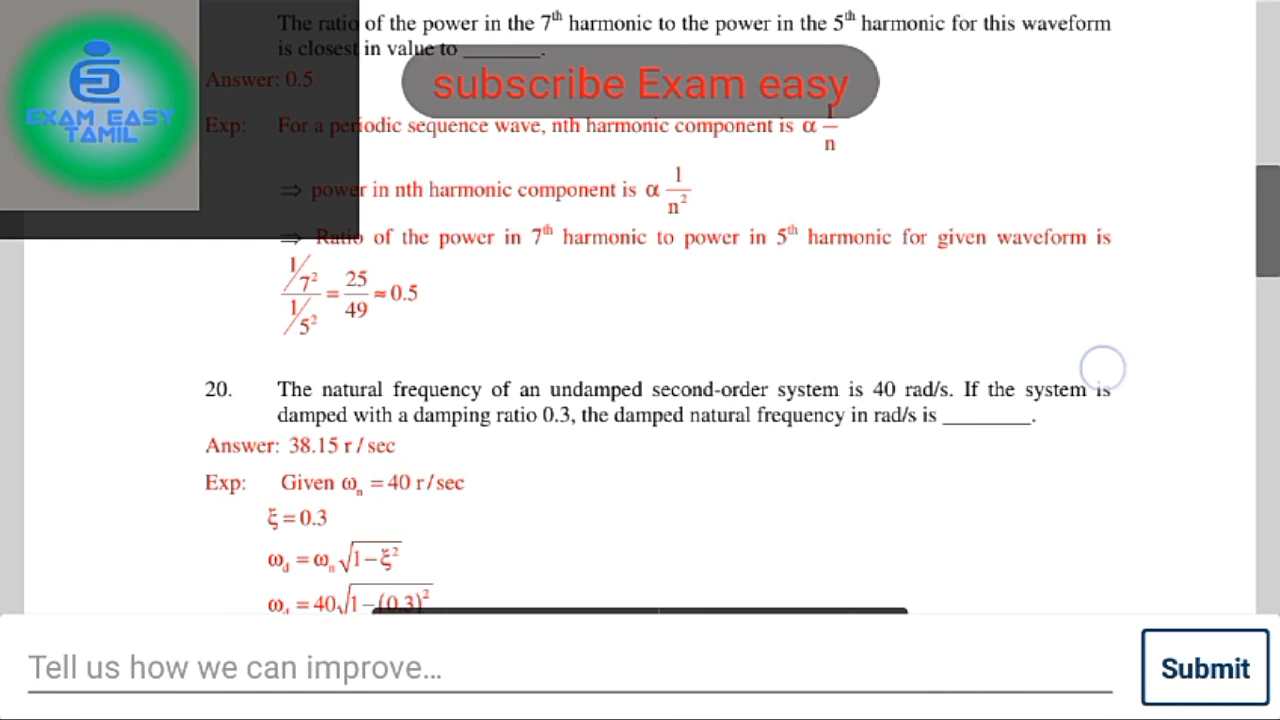 The ratio of the power in the 7th harmonic to the power in the 5th harmonic for this waveform
is closest in value to ________.
Answer: 0.5
subscribe Exam easy
EXAM EASY
TAMIL
Exp: For a periodic sequence wave, nth harmonic component is α 1/n
⇒ power in nth harmonic component is α 1/n²
⇒ Ratio of the power in 7th harmonic to power in 5th harmonic for given waveform is
(1/7²)/(1/5²) = 25/49 ≈ 0.5
20. The natural frequency of an undamped second-order system is 40 rad/s. If the system is
damped with a damping ratio 0.3, the damped natural frequency in rad/s is ________.
Answer: 38.15 r/sec
Exp: Given ωn = 40 r/sec
ξ = 0.3
ωd = ωn √(1−ξ²)
ωd = 40√(1−(0.3)²)
Tell us how we can improve...
Submit